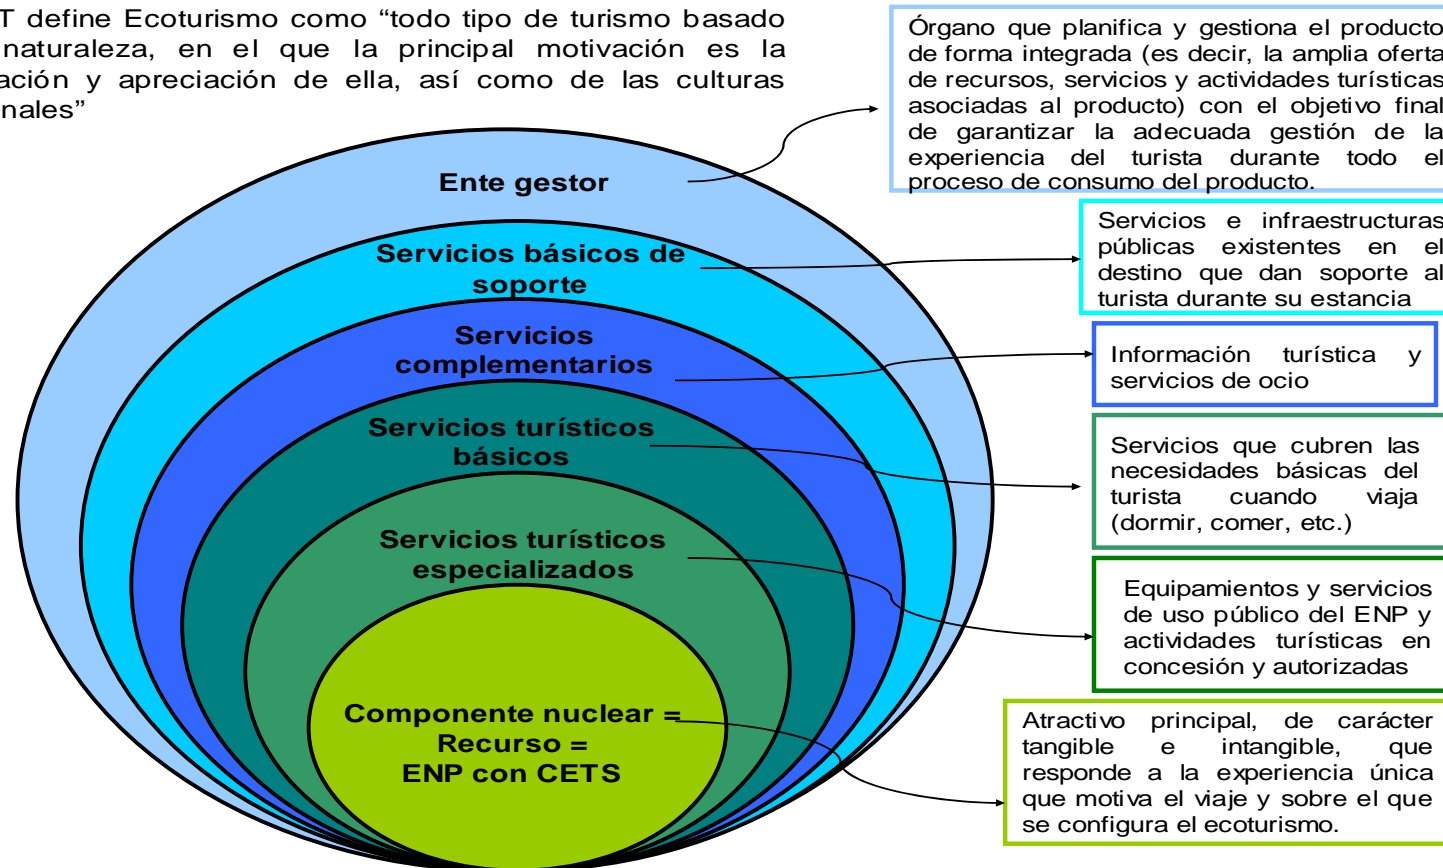 T define Ecoturismo como “todo tipo de turismo basado
naturaleza, en el que la principal motivación es la
ación y apreciación de ella, así como de las culturas
nales”
Órgano que planifica y gestiona el producto
de forma integrada (es decir, la amplia oferta
de recursos, servicios y actividades turísticas
asociadas al producto) con el objetivo final
de garantizar la adecuada gestión de la
experiencia del turista durante todo el
proceso de consumo del producto.
Ente gestor
Servicios básicos de
soporte
Servicios e infraestructuras
públicas existentes en el
destino que dan soporte al
turista durante su estancia
Servicios
complementarios
Información turística y
servicios de ocio
Servicios turísticos
básicos
Servicios que cubren las
necesidades básicas del
turista cuando viaja
(dormir, comer, etc.)
Servicios turísticos
especializados
Equipamientos y servicios
de uso público del ENP y
actividades turísticas en
concesión y autorizadas
Componente nuclear =
Recurso =
ENP con CETS
Atractivo principal, de carácter
tangible e intangible, que
responde a la experiencia única
que motiva el viaje y sobre el que
se configura el ecoturismo.